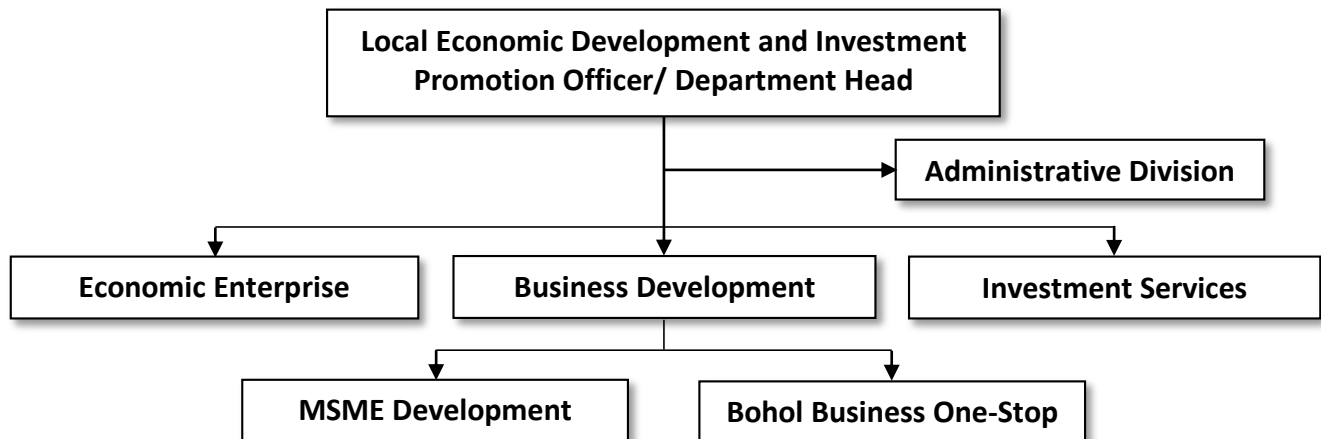 Local Economic Development and Investment
Promotion Officer/ Department Head
Administrative Division
Economic Enterprise
Business Development
Investment Services
MSME Development
Bohol Business One-Stop